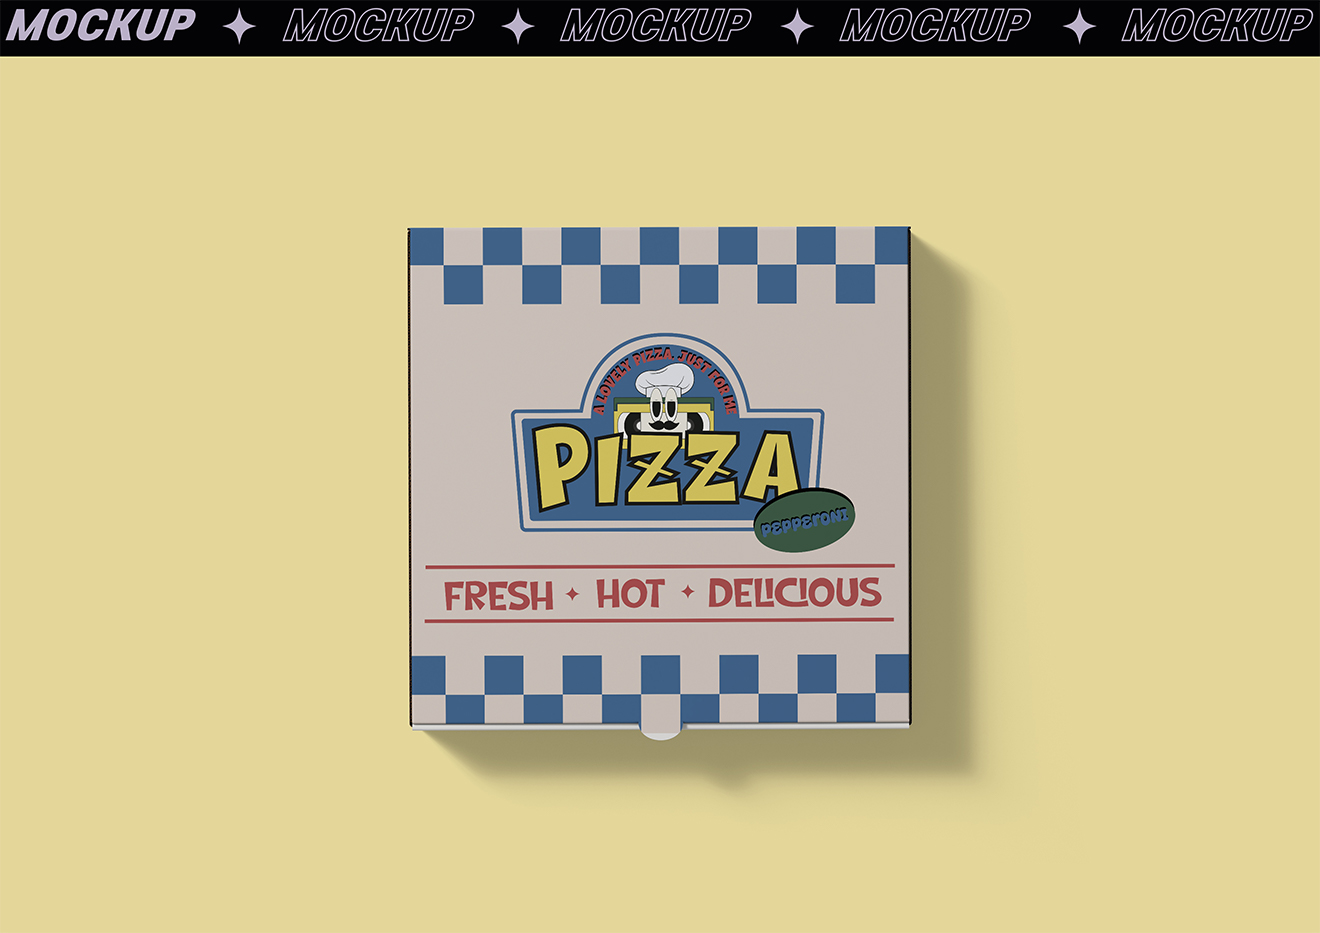 MOCKUP MOCKUP MOCKUP MOCKUP MOCKUP
A LOVELY PIZZA, JUST FOR ME
PIZZA
PEPPERONI
FRESH HOT DELICIOUS